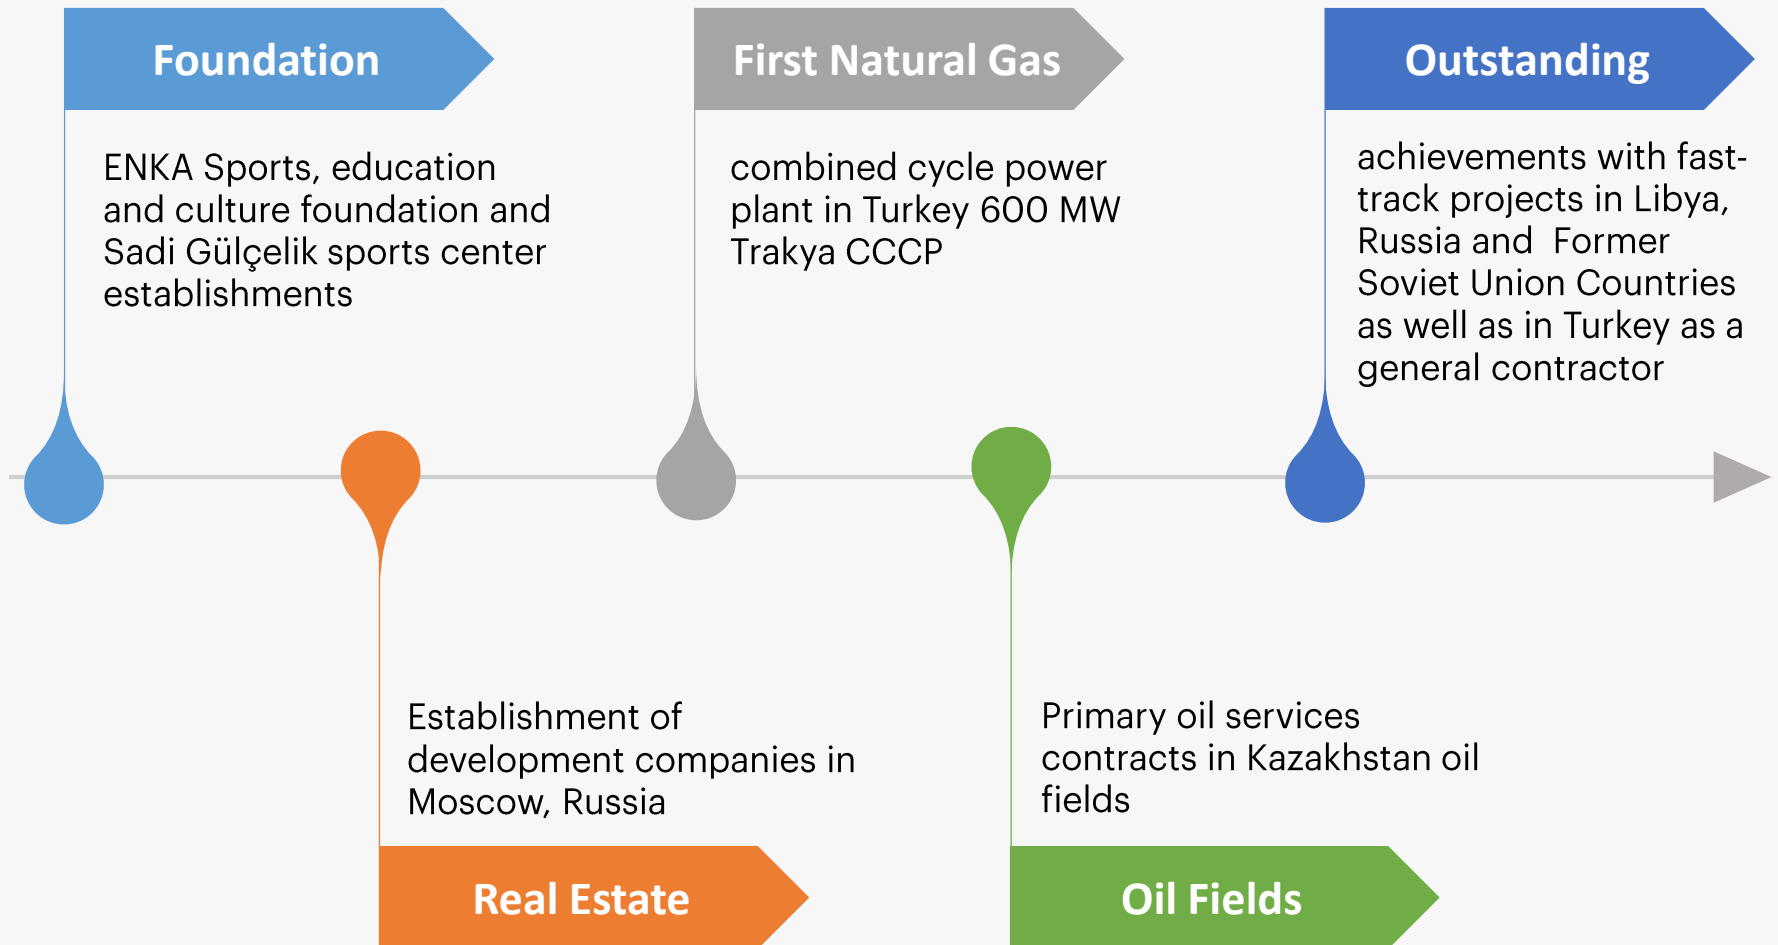 Foundation
ENKA Sports, education
and culture foundation and
Sadi Gülçelik sports center
establishments
First Natural Gas
combined cycle power
plant in Turkey 600 MW
Trakya CCCP
Outstanding
achievements with fast-
track projects in Libya,
Russia and  Former
Soviet Union Countries
as well as in Turkey as a
general contractor
Establishment of
development companies in
Moscow, Russia
Real Estate
Primary oil services
contracts in Kazakhstan oil
fields
Oil Fields